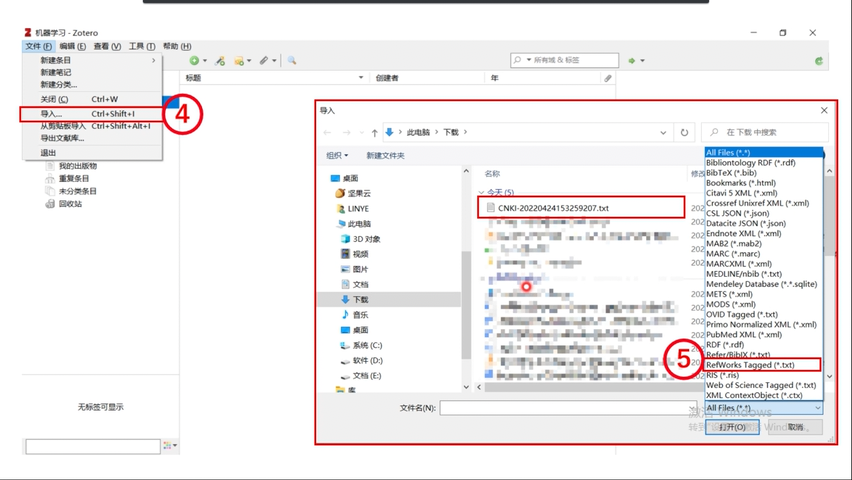 机器学习 - Zotero
文件 (F) 编辑 (E) 查看 (V) 工具 (T) 帮助 (H)
新建条目
新建笔记
新建分类...
关闭 (C) Ctrl+W
导入... Ctrl+Shift+I
从剪贴板导入 Ctrl+Shift+Alt+I
导出文献库...
退出
④
我的出版物
重复条目
未分类条目
回收站
所有域 & 标签
标题 创建者 年
无标签可显示
导入
此电脑 下载
在 下载 中搜索
组织 新建文件夹
桌面
坚果云
LINYE
此电脑
3D 对象
视频
图片
文档
下载
音乐
桌面
系统 (C:)
软件 (D:)
文档 (E:)
库
名称 修改
今天 (5)
CNKI-20220424153259207.txt
All Files (*.*)
Bibliontology RDF (*.rdf)
BibTeX (*.bib)
Bookmarks (*.html)
Citavi 5 XML (*.xml)
Crossref Unixref XML (*.xml)
CSL JSON (*.json)
Datacite JSON (*.json)
Endnote XML (*.xml)
MAB2 (*.mab2)
MARC (*.marc)
MARCXML (*.xml)
MEDLINE/nbib (*.txt)
Mendeley Database (*.*.sqlite)
METS (*.xml)
MODS (*.xml)
OVID Tagged (*.txt)
Primo Normalized XML (*.xml)
PubMed XML (*.xml)
RDF (*.rdf)
Refer/BibIX (*.txt)
⑤
RefWorks Tagged (*.txt)
RIS (*.ris)
Web of Science Tagged (*.txt)
XML ContextObject (*.ctx)
文件名(N):
All Files (*.*)
打开(O) 取消